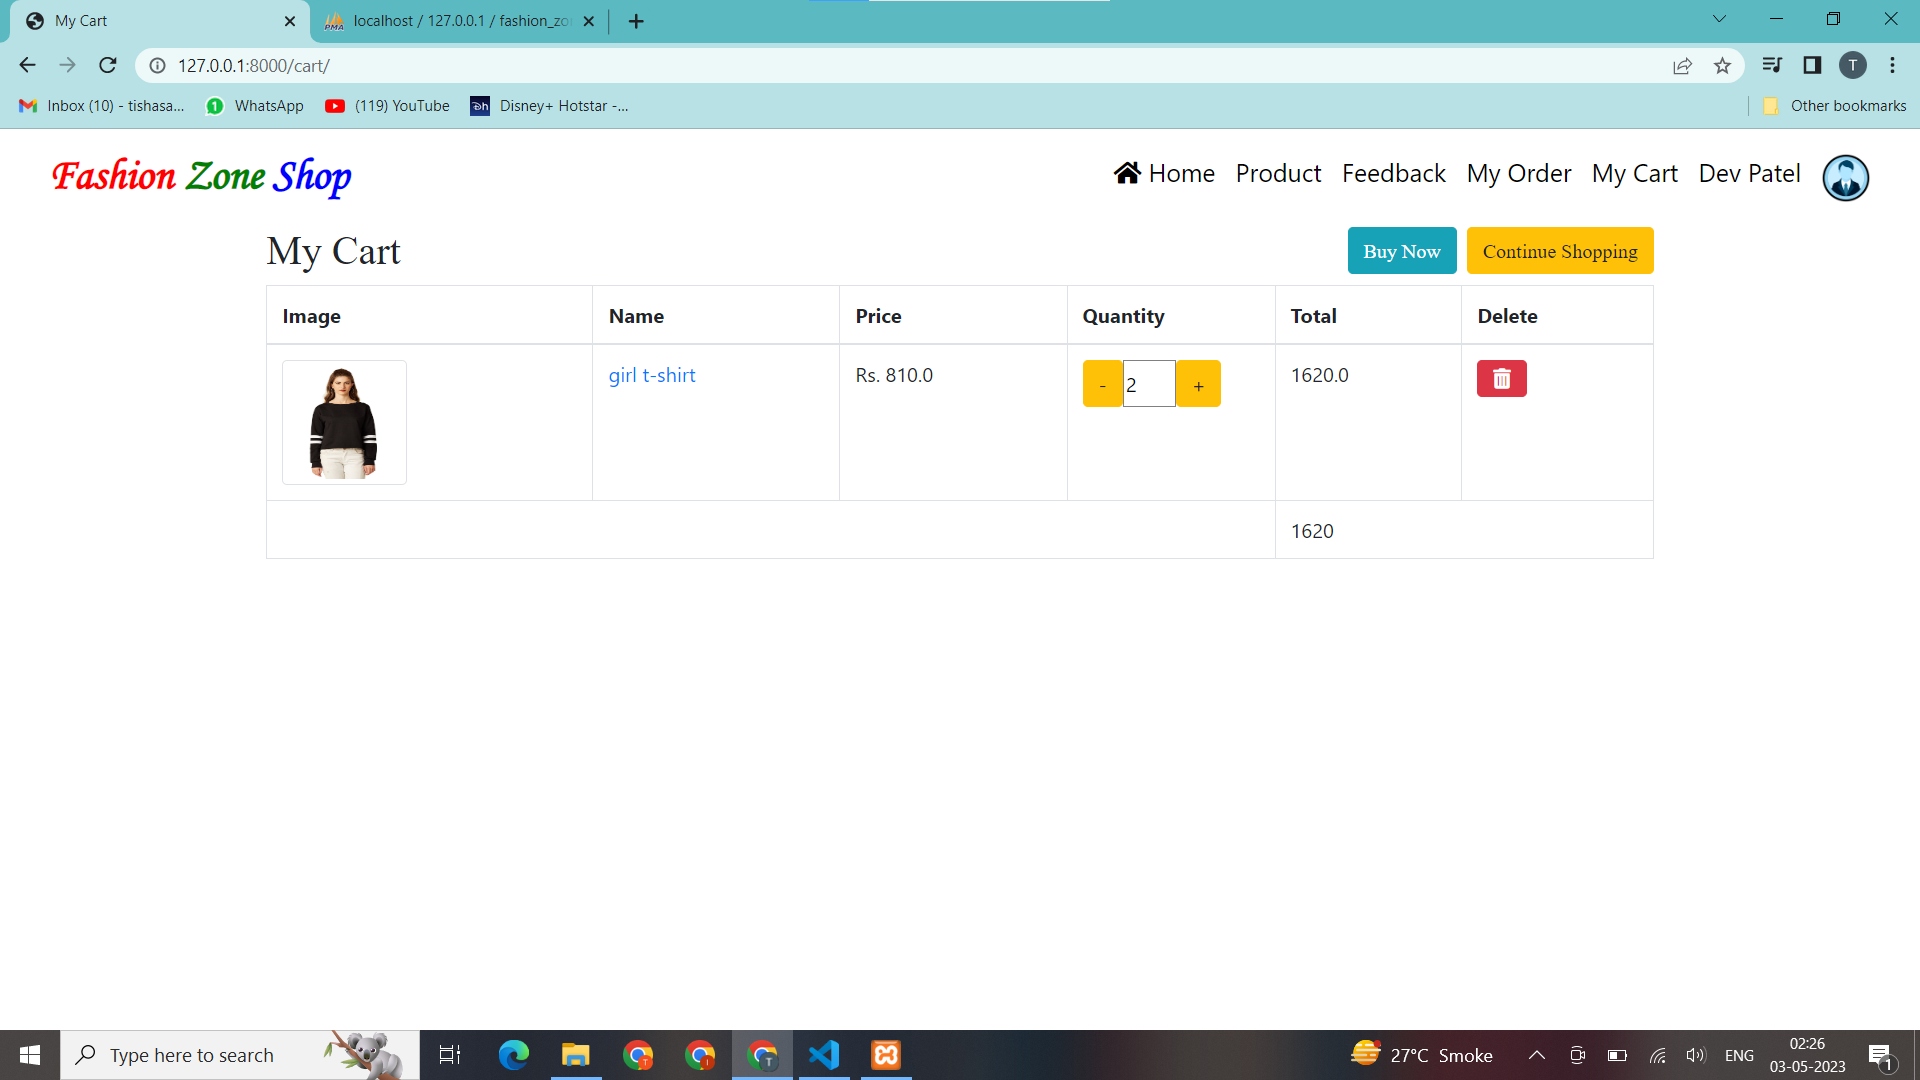 My Cart
localhost / 127.0.0.1 / fashion_zo
127.0.0.1:8000/cart/
T
Inbox (10) - tishasa...
1
WhatsApp
(119) YouTube
Disney+ Hotstar -...
Other bookmarks
Fashion Zone Shop
Home
Product
Feedback
My Order
My Cart
Dev Patel
My Cart
Buy Now
Continue Shopping
Image
Name
Price
Quantity
Total
Delete
girl t-shirt
Rs. 810.0
-
2
+
1620.0
1620
Type here to search
27°C Smoke
ENG
02:26
03-05-2023
1